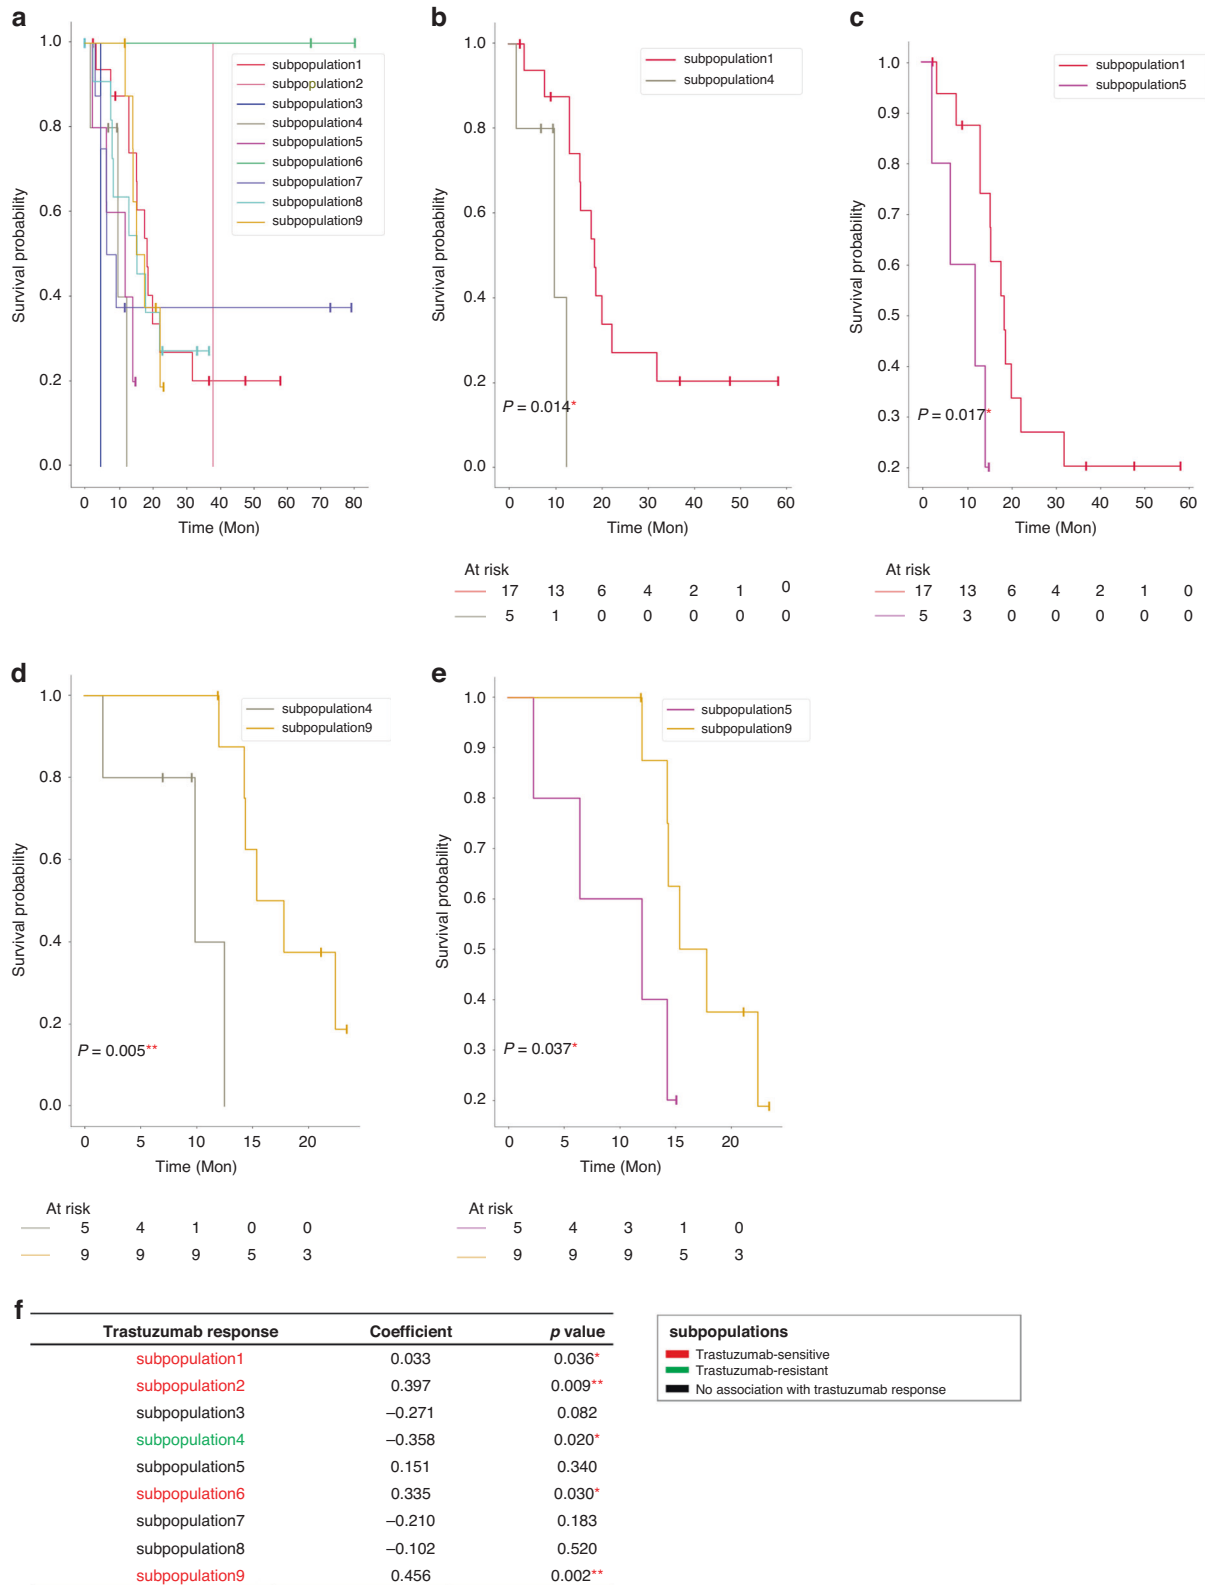 a
1.0
0.8
0.6
0.4
0.2
0.0
Survival probability
0 10 20 30 40 50 60 70 80
Time (Mon)
subpopulation1
subpopulation2
subpopulation3
subpopulation4
subpopulation5
subpopulation6
subpopulation7
subpopulation8
subpopulation9
b
1.0
0.8
0.6
0.4
0.2
0.0
Survival probability
subpopulation1
subpopulation4
P = 0.014*
0 10 20 30 40 50 60
Time (Mon)
At risk
17 13 6 4 2 1 0
5 1 0 0 0 0 0
c
1.0
0.9
0.8
0.7
0.6
0.5
0.4
0.3
0.2
Survival probability
subpopulation1
subpopulation5
P = 0.017*
0 10 20 30 40 50 60
Time (Mon)
At risk
17 13 6 4 2 1 0
5 3 0 0 0 0 0
d
1.0
0.8
0.6
0.4
0.2
0.0
Survival probability
subpopulation4
subpopulation9
P = 0.005**
0 5 10 15 20
Time (Mon)
At risk
5 4 1 0 0
9 9 9 5 3
e
1.0
0.9
0.8
0.7
0.6
0.5
0.4
0.3
0.2
Survival probability
subpopulation5
subpopulation9
P = 0.037*
0 5 10 15 20
Time (Mon)
At risk
5 4 3 1 0
9 9 9 5 3
f
Trastuzumab response Coefficient p value
subpopulation1 0.033 0.036*
subpopulation2 0.397 0.009**
subpopulation3 –0.271 0.082
subpopulation4 –0.358 0.020*
subpopulation5 0.151 0.340
subpopulation6 0.335 0.030*
subpopulation7 –0.210 0.183
subpopulation8 –0.102 0.520
subpopulation9 0.456 0.002**
subpopulations
Trastuzumab-sensitive
Trastuzumab-resistant
No association with trastuzumab response